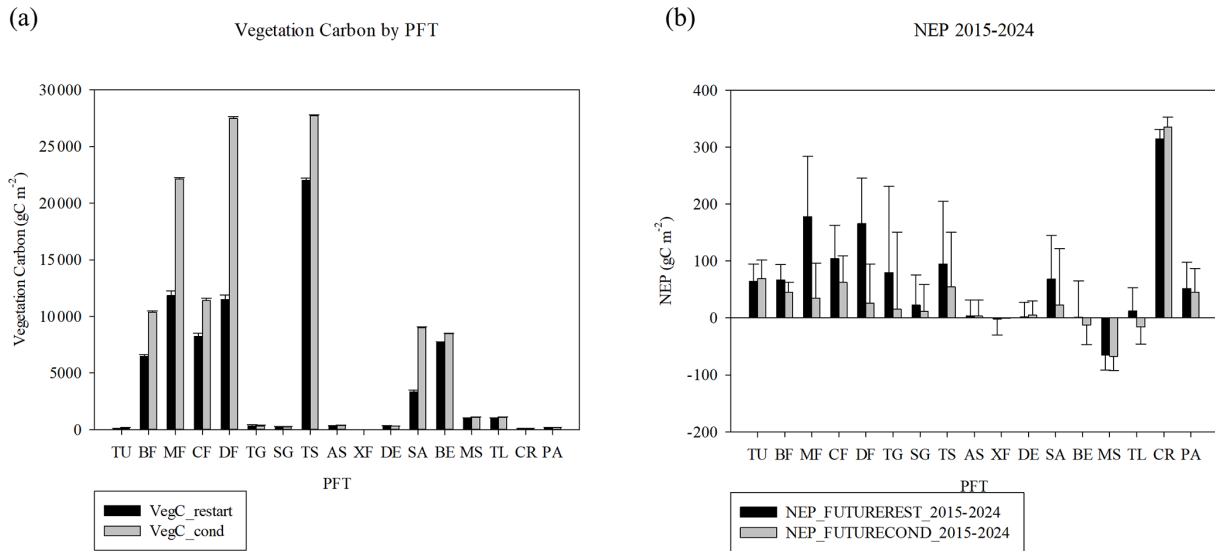 (a)
Vegetation Carbon by PFT
Vegetation Carbon (gC m-2)
30 000
25 000
20 000
15 000
10 000
5000
0
TU BF MF CF DF TG SG TS AS XF DE SA BE MS TL CR PA
PFT
VegC_restart
VegC_cond
(b)
NEP 2015-2024
NEP (gC m-2)
400
300
200
100
0
-100
-200
TU BF MF CF DF TG SG TS AS XF DE SA BE MS TL CR PA
PFT
NEP_FUTUREREST_2015-2024
NEP_FUTURECOND_2015-2024